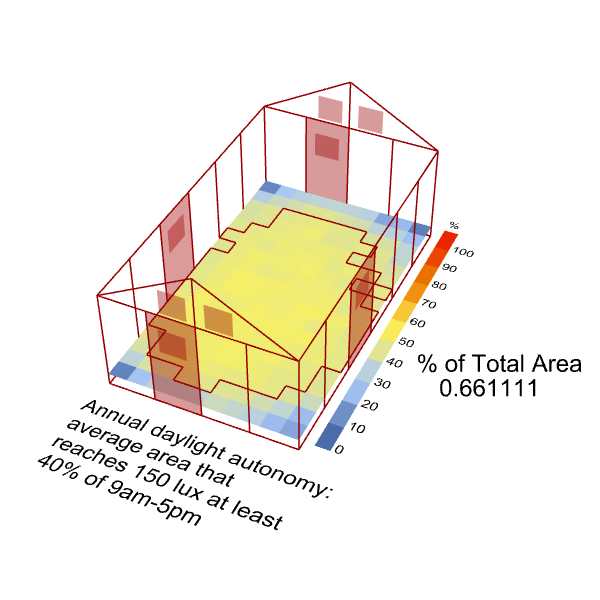 %
100
90
80
70
60
50
40
30
20
10
0
% of Total Area
0.661111
Annual daylight autonomy:
average area that
reaches 150 lux at least
40% of 9am-5pm